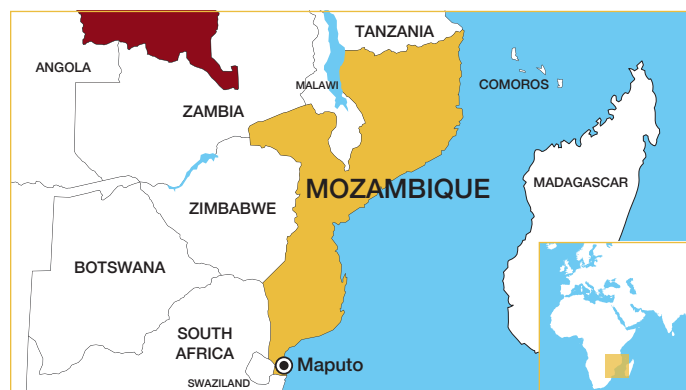 TANZANIA
ANGOLA
MALAWI
COMOROS
ZAMBIA
MOZAMBIQUE
MADAGASCAR
ZIMBABWE
BOTSWANA
SOUTH
AFRICA
Maputo
SWAZILAND